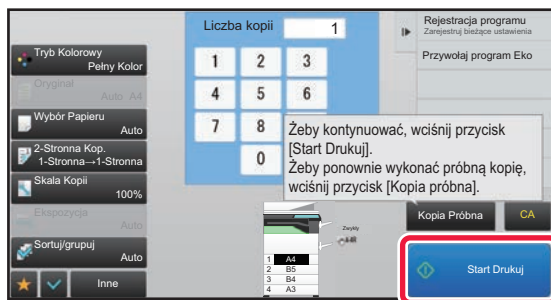 Liczba kopii
1
Rejestracja programu
Zarejestruj bieżące ustawienia
Przywołaj program Eko
Tryb Kolorowy
Pełny Kolor
Oryginał
Auto A4
Wybór Papieru
Auto
2-Stronna Kop.
1-Stronna→1-Stronna
Skala Kopii
100%
Ekspozycja
Auto
Sortuj/grupuj
Auto
Inne
1 2 3
4 5 6
7 8
0
Żeby kontynuować, wciśnij przycisk
[Start Drukuj].
Żeby ponownie wykonać próbną kopię,
wciśnij przycisk [Kopia próbna].
Zwykły
1 A4
2 B5
3 B4
4 A3
Kopia Próbna
CA
Start Drukuj